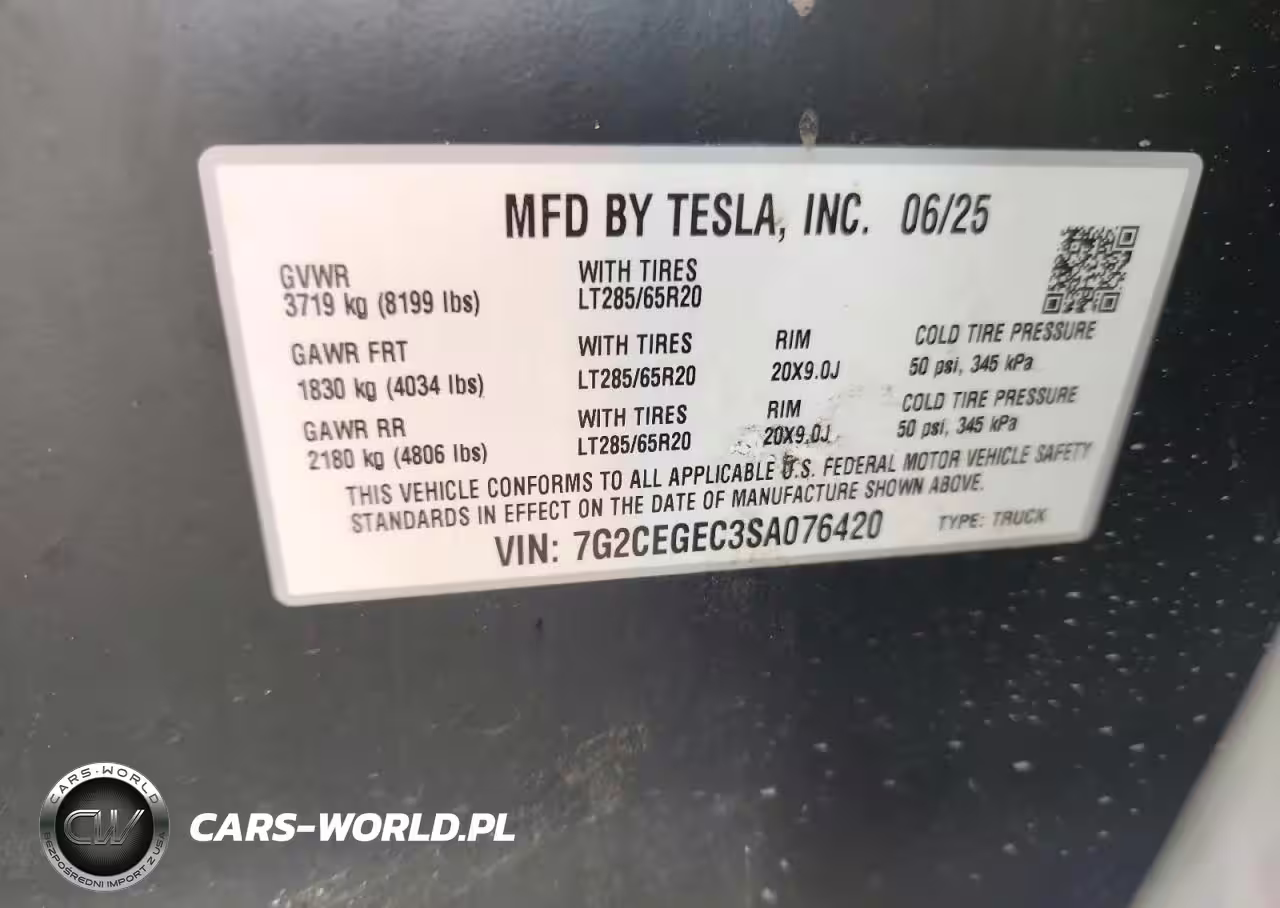 MFD BY TESLA, INC. 06/25
GVWR
3719 kg (8199 lbs)
WITH TIRES
LT285/65R20
GAWR FRT
1830 kg (4034 lbs)
WITH TIRES
LT285/65R20
RIM
20X9.0J
COLD TIRE PRESSURE
50 psi, 345 kPa
GAWR RR
2180 kg (4806 lbs)
WITH TIRES
LT285/65R20
RIM
20X9.0J
COLD TIRE PRESSURE
50 psi, 345 kPa
THIS VEHICLE CONFORMS TO ALL APPLICABLE U.S. FEDERAL MOTOR VEHICLE SAFETY
STANDARDS IN EFFECT ON THE DATE OF MANUFACTURE SHOWN ABOVE.
VIN: 7G2CEGEC3SA076420
TYPE: TRUCK
CARS-WORLD
CW
BEZPOŚREDNI IMPORT Z USA
CARS-WORLD.PL